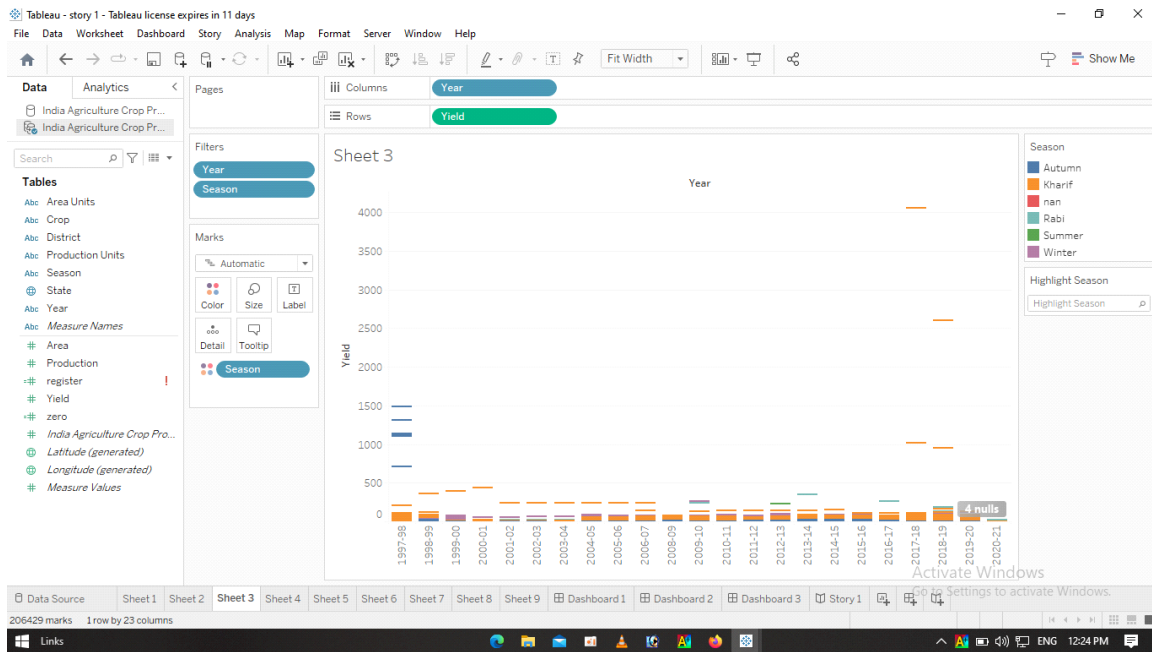 Tableau - story 1 - Tableau license expires in 11 days
File Data Worksheet Dashboard Story Analysis Map Format Server Window Help
Fit Width
Show Me
Data Analytics
India Agriculture Crop Pr...
India Agriculture Crop Pr...
Search
Tables
Abc Area Units
Abc Crop
Abc District
Abc Production Units
Abc Season
State
Abc Year
Abc Measure Names
# Area
# Production
=# register !
# Yield
=# zero
# India Agriculture Crop Pro...
Latitude (generated)
Longitude (generated)
# Measure Values
Pages
Filters
Year
Season
Marks
Automatic
Color Size Label
Detail Tooltip
Season
iii Columns Year
Rows Yield
Sheet 3
Year
Yield
4000
3500
3000
2500
2000
1500
1000
500
0
4 nulls
1997-98 1998-99 1999-00 2000-01 2001-02 2002-03 2003-04 2004-05 2005-06 2006-07 2008-09 2009-10 2010-11 2011-12 2012-13 2013-14 2014-15 2015-16 2016-17 2017-18 2018-19 2019-20 2020-21
Season
Autumn
Kharif
nan
Rabi
Summer
Winter
Highlight Season
Highlight Season
Activate Windows
Go to Settings to activate Windows.
Data Source Sheet 1 Sheet 2 Sheet 3 Sheet 4 Sheet 5 Sheet 6 Sheet 7 Sheet 8 Sheet 9 Dashboard 1 Dashboard 2 Dashboard 3 Story 1
206429 marks 1 row by 23 columns
Links
ENG 12:24 PM